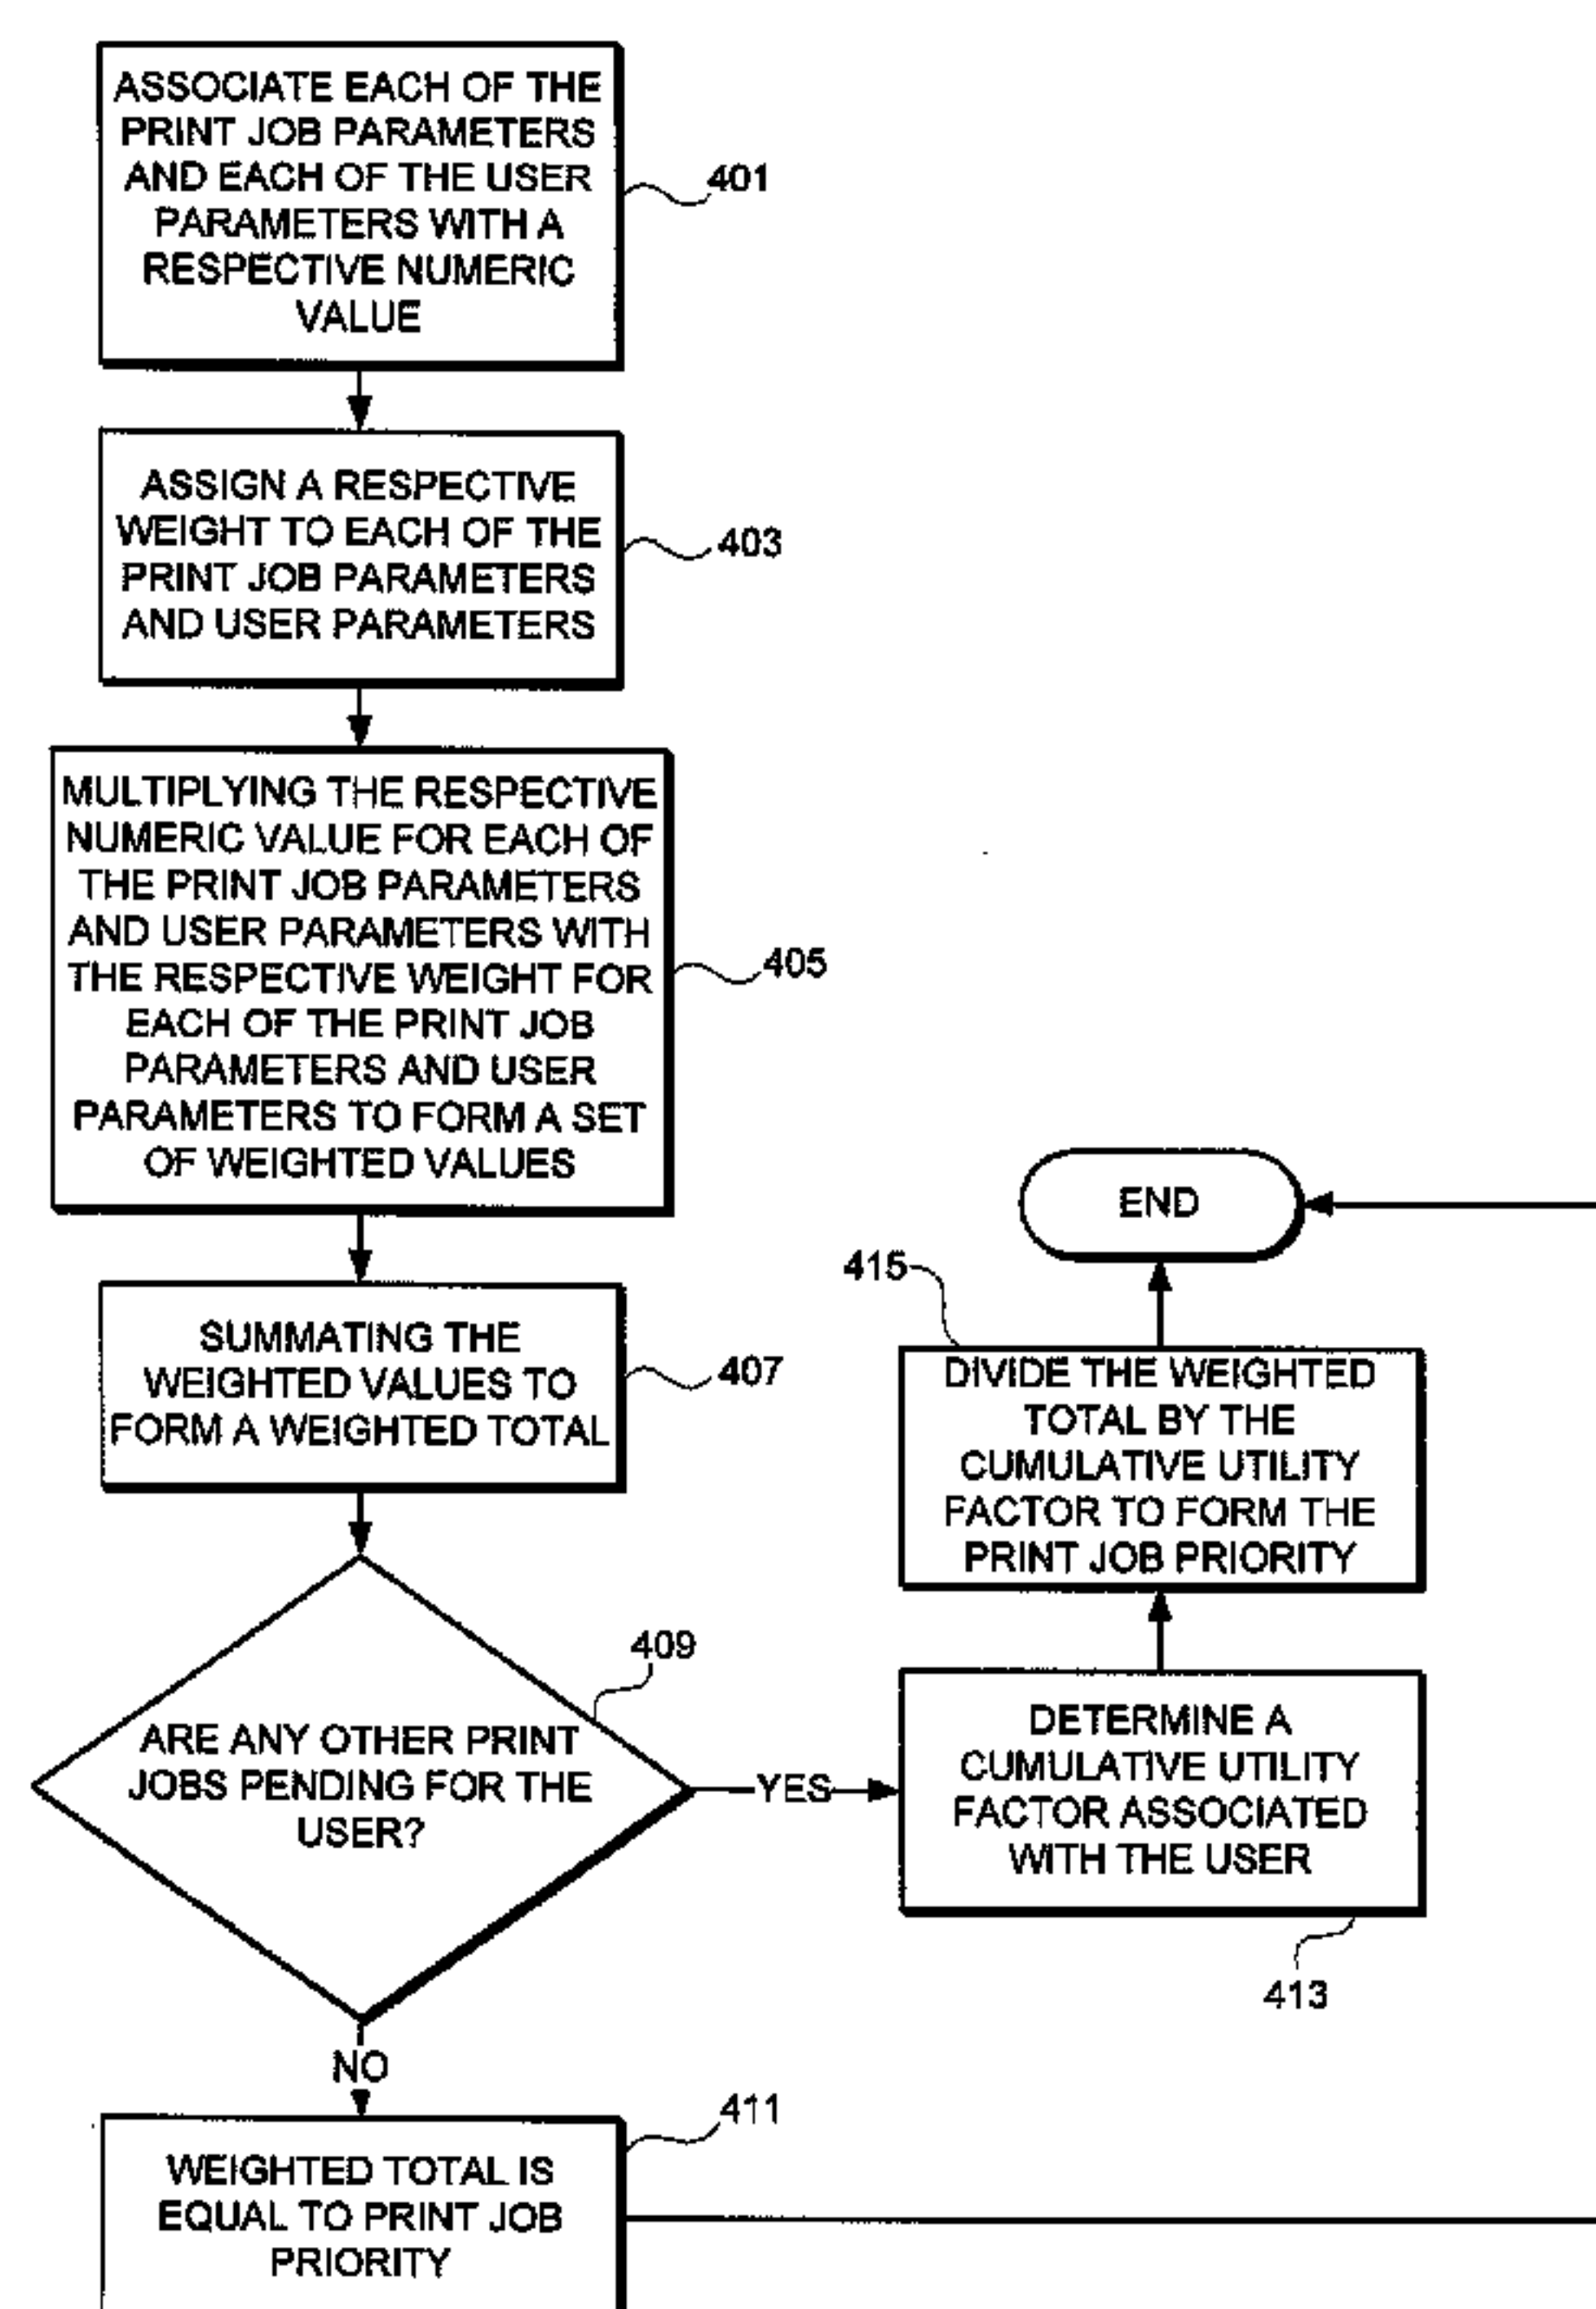 ASSOCIATE EACH OF THE
PRINT JOB PARAMETERS
AND EACH OF THE USER
PARAMETERS WITH A
RESPECTIVE NUMERIC
VALUE
401
ASSIGN A RESPECTIVE
WEIGHT TO EACH OF THE
PRINT JOB PARAMETERS
AND USER PARAMETERS
403
MULTIPLYING THE RESPECTIVE
NUMERIC VALUE FOR EACH OF
THE PRINT JOB PARAMETERS
AND USER PARAMETERS WITH
THE RESPECTIVE WEIGHT FOR
EACH OF THE PRINT JOB
PARAMETERS AND USER
PARAMETERS TO FORM A SET
OF WEIGHTED VALUES
405
SUMMATING THE
WEIGHTED VALUES TO
FORM A WEIGHTED TOTAL
407
ARE ANY OTHER PRINT
JOBS PENDING FOR THE
USER?
409
NO
WEIGHTED TOTAL IS
EQUAL TO PRINT JOB
PRIORITY
411
YES
DETERMINE A
CUMULATIVE UTILITY
FACTOR ASSOCIATED
WITH THE USER
413
DIVIDE THE WEIGHTED
TOTAL BY THE
CUMULATIVE UTILITY
FACTOR TO FORM THE
PRINT JOB PRIORITY
415
END